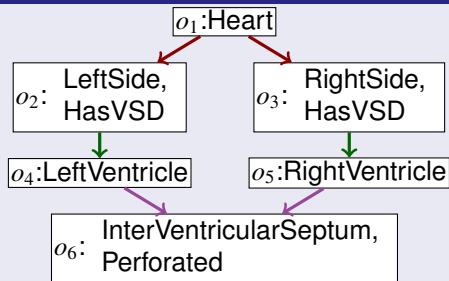 o1:Heart
o2: LeftSide, HasVSD
o3: RightSide, HasVSD
o4:LeftVentricle
o5:RightVentricle
o6: InterVentricularSeptum, Perforated